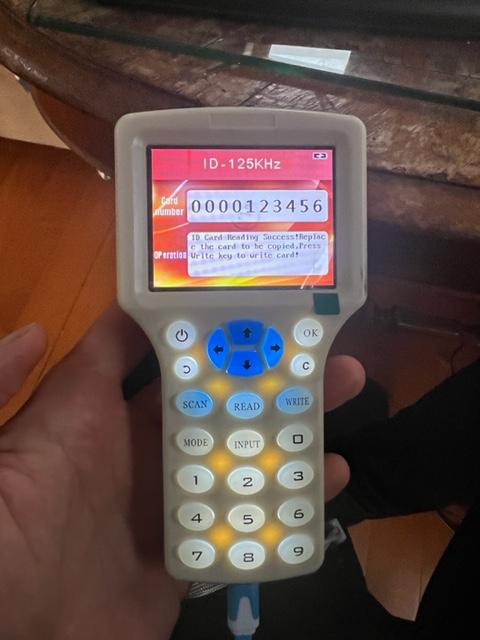 ID-125KHz
Card number
0000123456
Operation
ID Card Reading Success!Replac
e the card to be copied,Press
Write key to write card!
OK
C
SCAN
READ
WRITE
MODE
INPUT
0
1
2
3
4
5
6
7
8
9